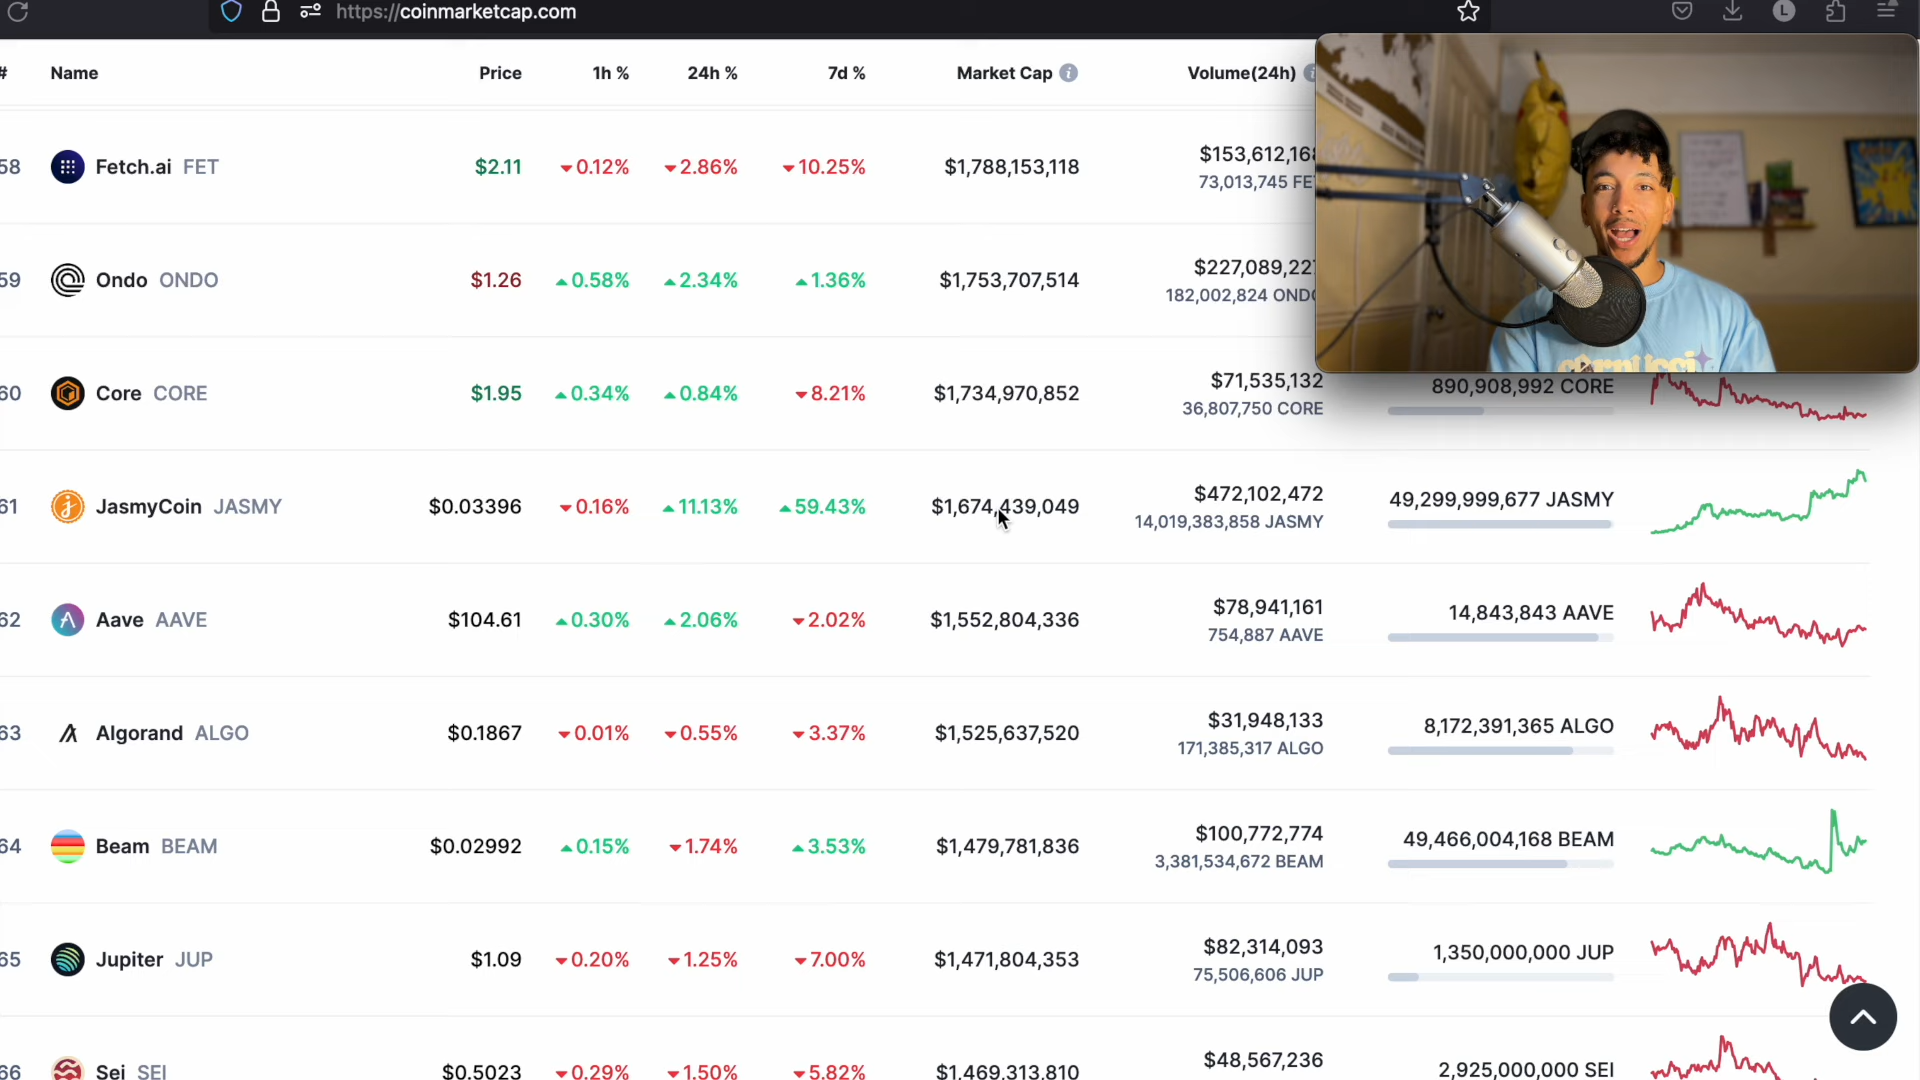 https://coinmarketcap.com
L
# Name Price 1h % 24h % 7d % Market Cap Volume(24h)
58 Fetch.ai FET $2.11 0.12% 2.86% 10.25% $1,788,153,118 $153,612,168
73,013,745 FE
59 Ondo ONDO $1.26 0.58% 2.34% 1.36% $1,753,707,514 $227,089,227
182,002,824 ONDO
60 Core CORE $1.95 0.34% 0.84% 8.21% $1,734,970,852 $71,535,132 890,908,992 CORE
36,807,750 CORE
61 JasmyCoin JASMY $0.03396 0.16% 11.13% 59.43% $1,674,439,049 $472,102,472 49,299,999,677 JASMY
14,019,383,858 JASMY
62 Aave AAVE $104.61 0.30% 2.06% 2.02% $1,552,804,336 $78,941,161 14,843,843 AAVE
754,887 AAVE
63 Algorand ALGO $0.1867 0.01% 0.55% 3.37% $1,525,637,520 $31,948,133 8,172,391,365 ALGO
171,385,317 ALGO
64 Beam BEAM $0.02992 0.15% 1.74% 3.53% $1,479,781,836 $100,772,774 49,466,004,168 BEAM
3,381,534,672 BEAM
65 Jupiter JUP $1.09 0.20% 1.25% 7.00% $1,471,804,353 $82,314,093 1,350,000,000 JUP
75,506,606 JUP
66 Sei SEI $0.5023 0.29% 1.50% 5.82% $1,469,313,810 $48,567,236 2,925,000,000 SEI